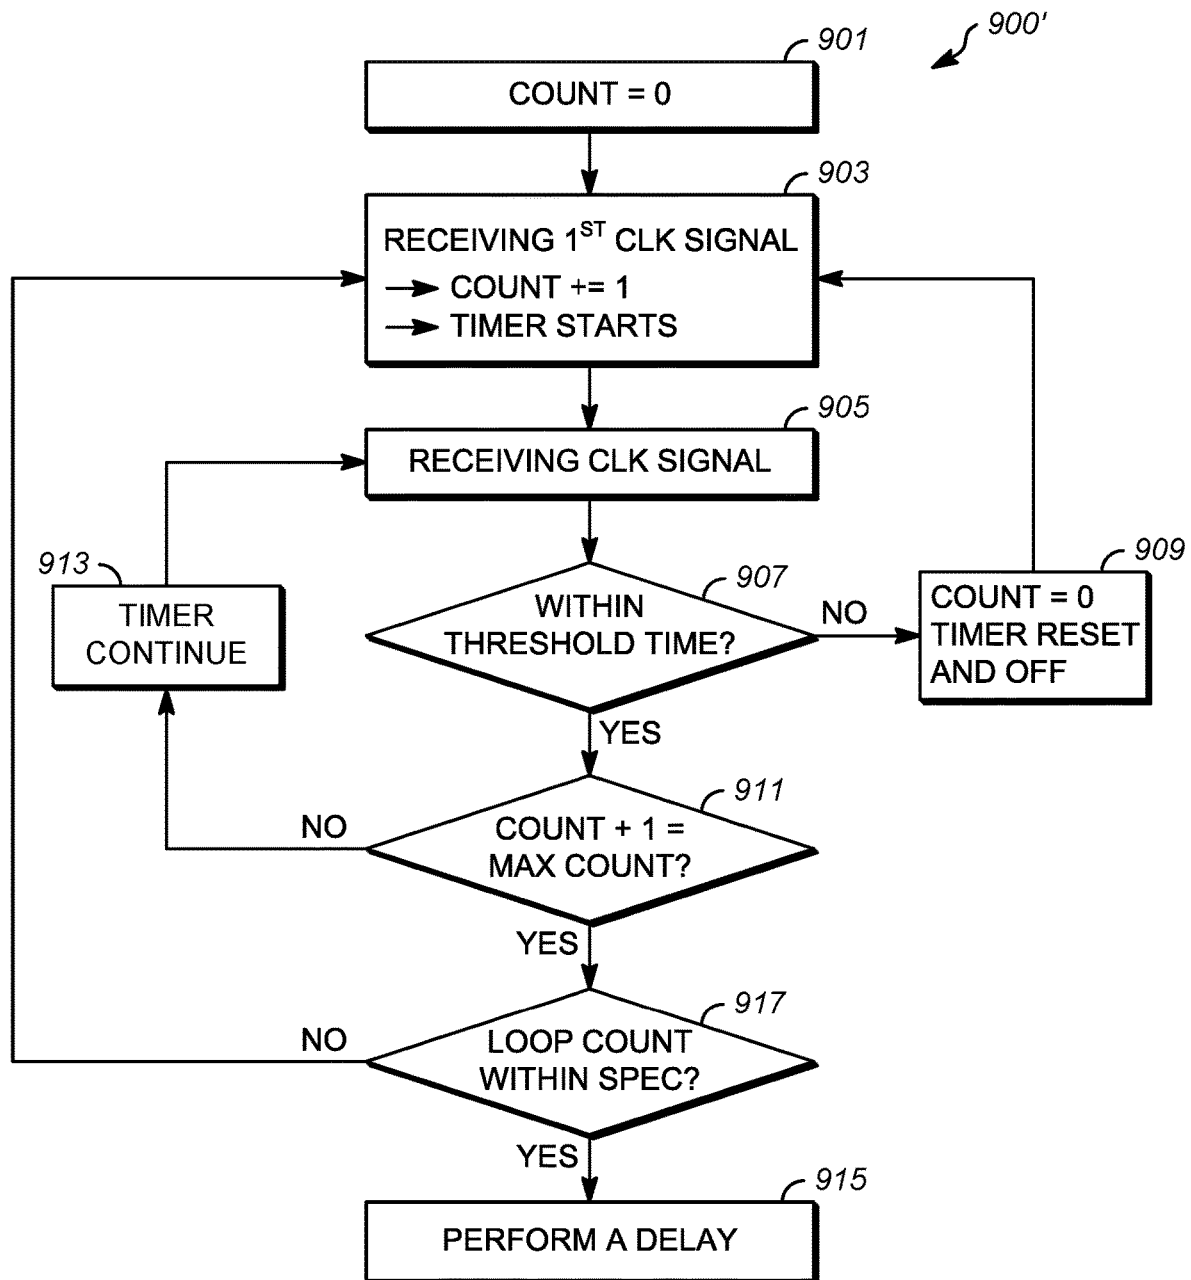 900'
901
COUNT = 0
903
RECEIVING 1ST CLK SIGNAL
COUNT += 1
TIMER STARTS
905
RECEIVING CLK SIGNAL
913
TIMER
CONTINUE
907
WITHIN
THRESHOLD TIME?
NO
909
COUNT = 0
TIMER RESET
AND OFF
YES
911
COUNT + 1 =
MAX COUNT?
NO
YES
917
LOOP COUNT
WITHIN SPEC?
NO
YES
915
PERFORM A DELAY